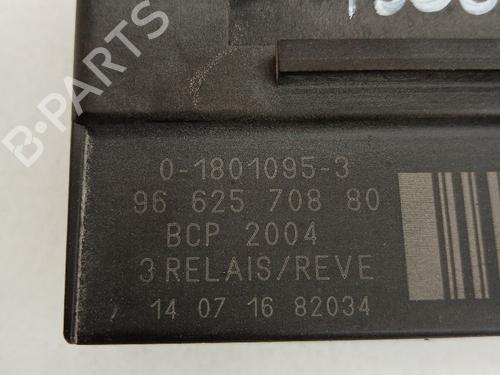 B-PARTS
0-1801095-3
96 625 708 80
BCP 2004
3 RELAIS/REVE
14 07 16 82034